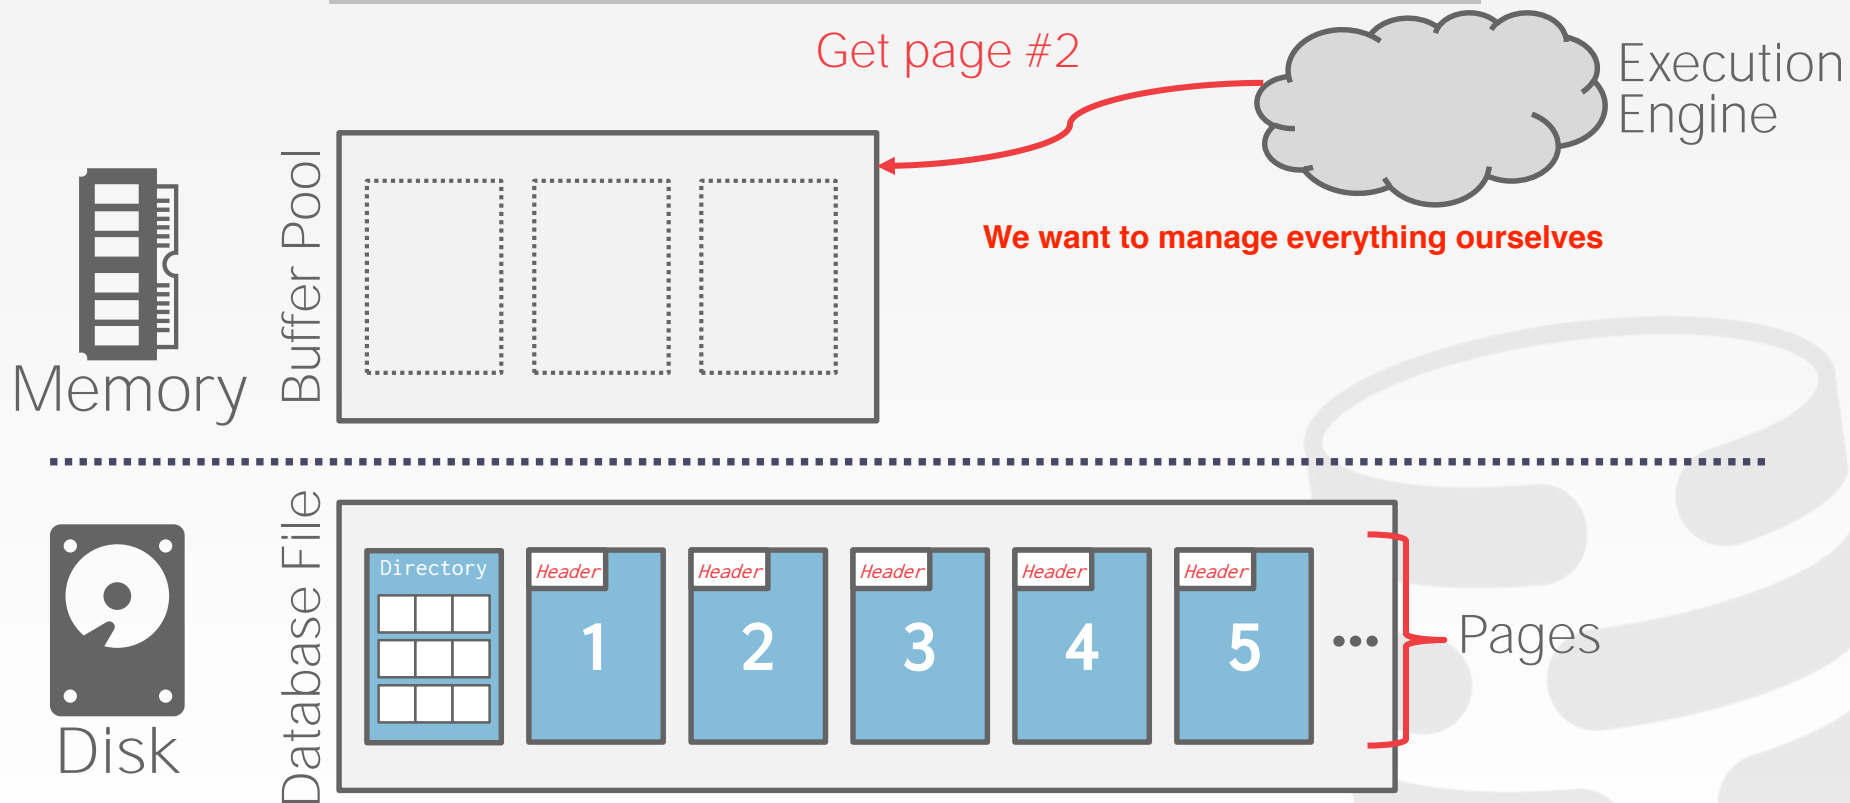 Get page #2
Execution
Engine
Buffer Pool
We want to manage everything ourselves
Memory
Database File
Directory
Header
Header
Header
Header
Header
1
2
3
4
5
...
Pages
Disk